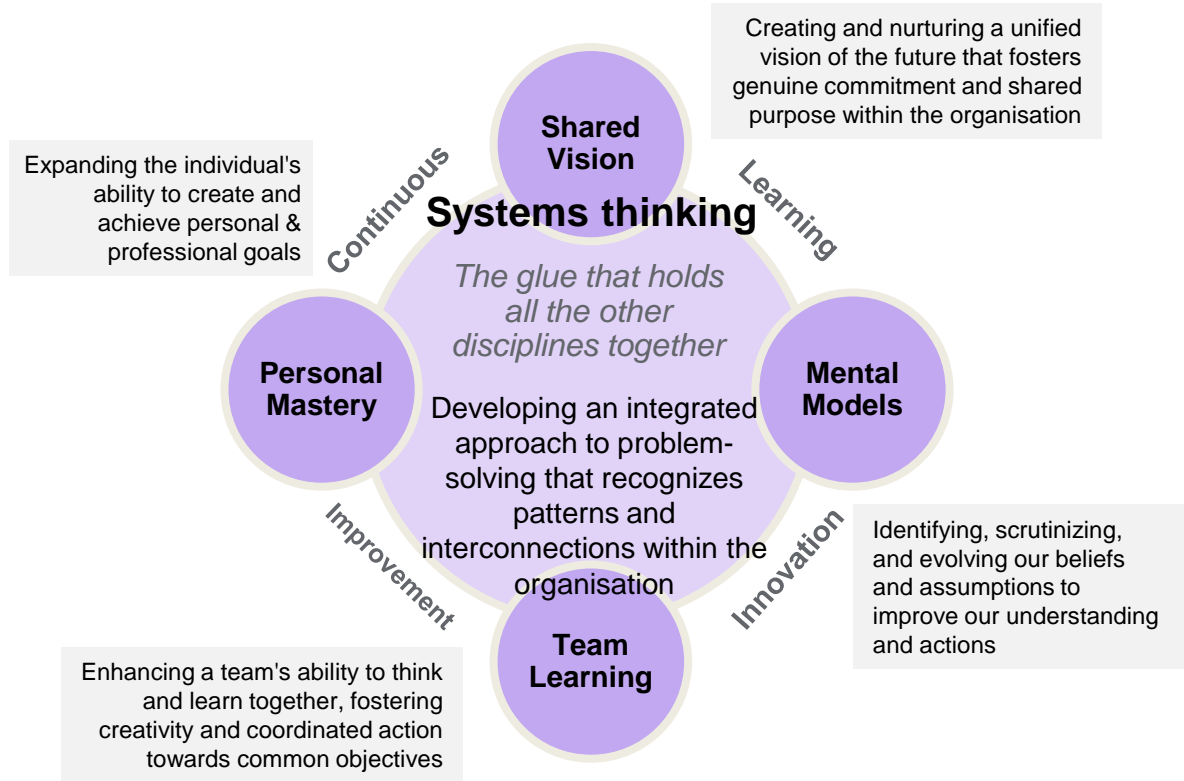 Creating and nurturing a unified
vision of the future that fosters
genuine commitment and shared
purpose within the organisation
Shared
Vision
Expanding the individual's
ability to create and
achieve personal &
professional goals
Continuous
Learning
Systems thinking
The glue that holds
all the other
disciplines together
Personal
Mastery
Mental
Models
Developing an integrated
approach to problem-
solving that recognizes
patterns and
interconnections within the
organisation
Improvement
Innovation
Identifying, scrutinizing,
and evolving our beliefs
and assumptions to
improve our understanding
and actions
Team
Learning
Enhancing a team's ability to think
and learn together, fostering
creativity and coordinated action
towards common objectives